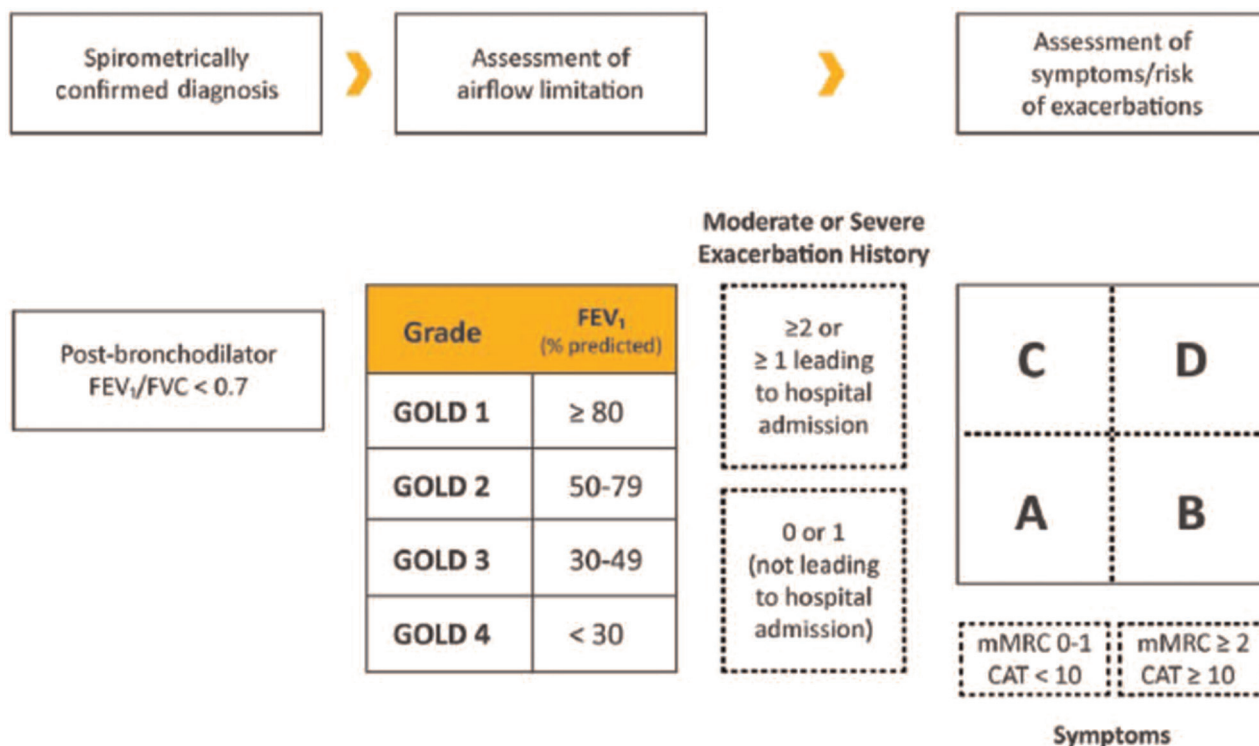 Spirometrically
confirmed diagnosis
Assessment of
airflow limitation
Assessment of
symptoms/risk
of exacerbations
Post-bronchodilator
FEV₁/FVC < 0.7
Grade
FEV₁
(% predicted)
GOLD 1
≥ 80
GOLD 2
50-79
GOLD 3
30-49
GOLD 4
< 30
Moderate or Severe
Exacerbation History
≥2 or
≥ 1 leading
to hospital
admission
0 or 1
(not leading
to hospital
admission)
C
D
A
B
mMRC 0-1
CAT < 10
mMRC ≥ 2
CAT ≥ 10
Symptoms